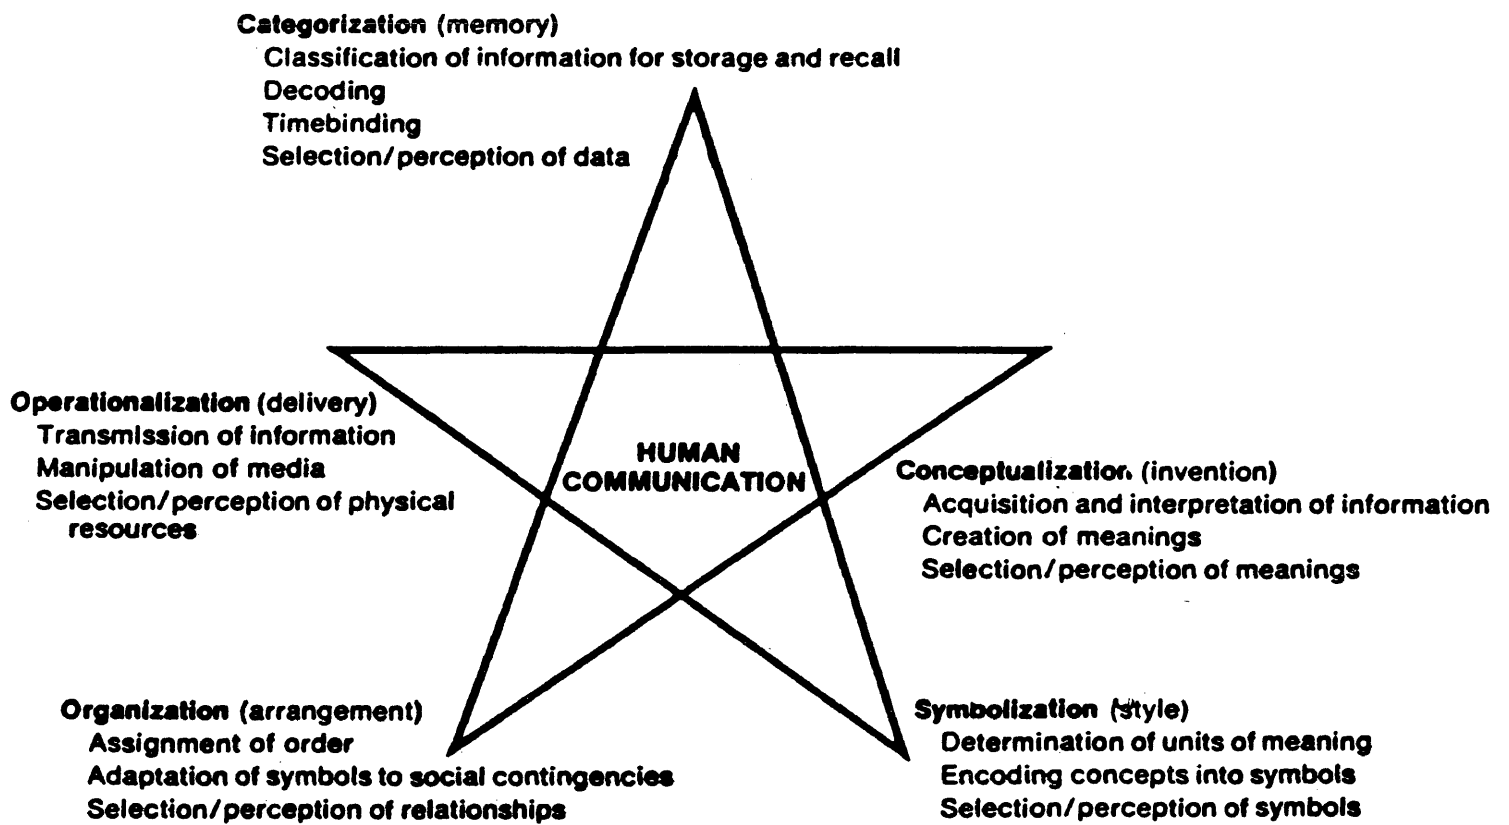 Categorization (memory)
Classification of information for storage and recall
Decoding
Timebinding
Selection/perception of data
Operationalization (delivery)
Transmission of information
Manipulation of media
Selection/perception of physical
resources
HUMAN
COMMUNICATION
Conceptualization (invention)
Acquisition and interpretation of information
Creation of meanings
Selection/perception of meanings
Organization (arrangement)
Assignment of order
Adaptation of symbols to social contingencies
Selection/perception of relationships
Symbolization (style)
Determination of units of meaning
Encoding concepts into symbols
Selection/perception of symbols